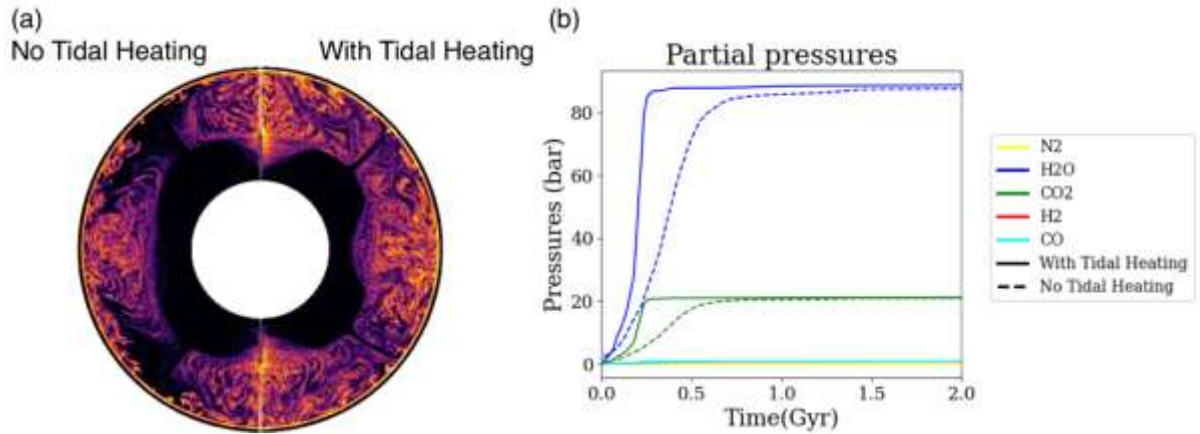 (a)
No Tidal Heating
With Tidal Heating
(b)
Partial pressures
Pressures (bar)
80
60
40
20
0
0.0
0.5
1.0
1.5
2.0
Time(Gyr)
N2
H2O
CO2
H2
CO
With Tidal Heating
No Tidal Heating